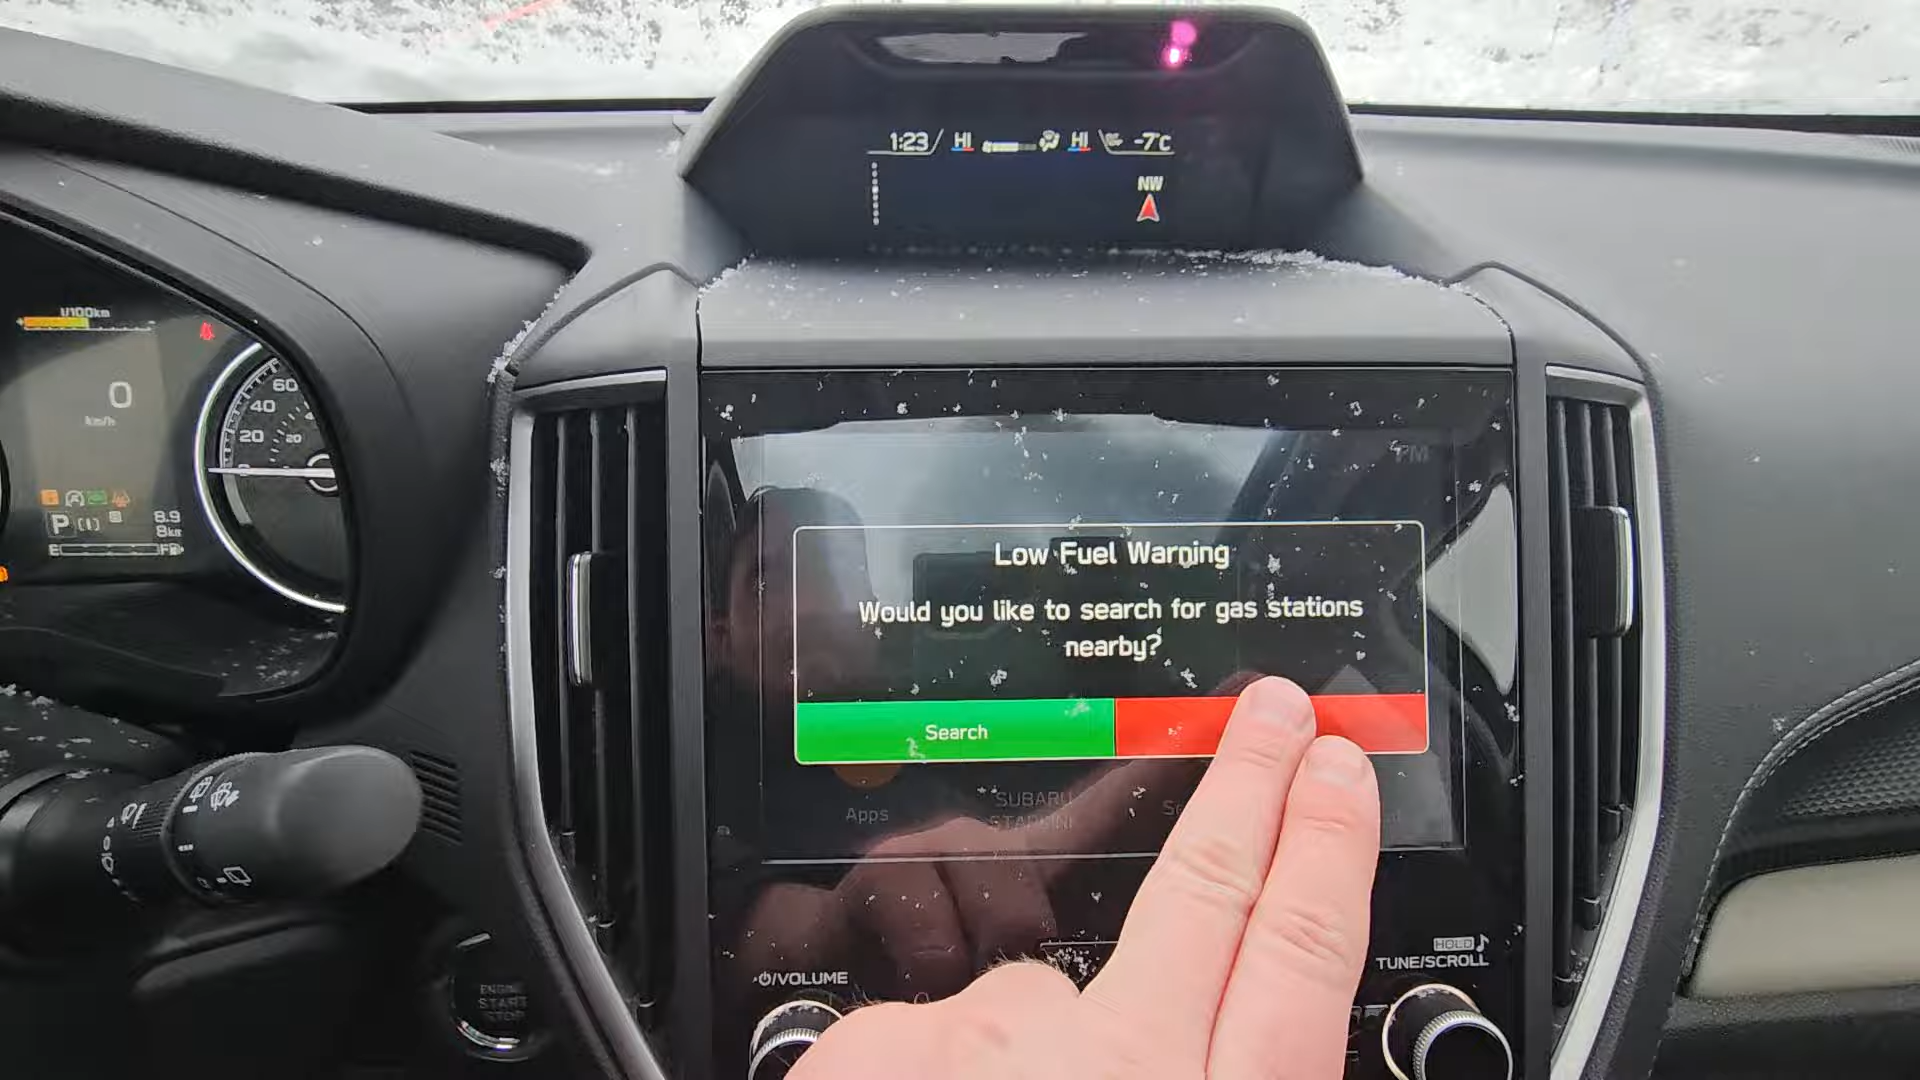 1:23 HI HI -7°C
NW
l/100km
0
km/h
60
40
20
20
P
8.9
8km
E F
FM
Low Fuel Warning
Would you like to search for gas stations
nearby?
Search
Apps
SUBARU
STARLINK
ENGINE
START
STOP
/VOLUME
HOLD
TUNE/SCROLL